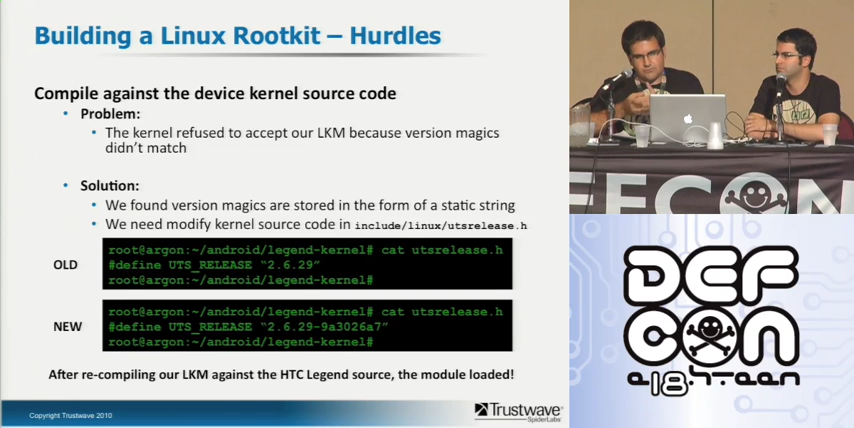 Building a Linux Rootkit – Hurdles
Compile against the device kernel source code
• Problem:
• The kernel refused to accept our LKM because version magics
didn't match
• Solution:
• We found version magics are stored in the form of a static string
• We need modify kernel source code in include/linux/utsrelease.h
OLD
root@argon:~/android/legend-kernel# cat utsrelease.h
#define UTS_RELEASE "2.6.29"
root@argon:~/android/legend-kernel#
NEW
root@argon:~/android/legend-kernel# cat utsrelease.h
#define UTS_RELEASE "2.6.29-9a3026a7"
root@argon:~/android/legend-kernel#
After re-compiling our LKM against the HTC Legend source, the module loaded!
Copyright Trustwave 2010
Trustwave®
SpiderLabs®
EFCON
DEF
CON
e18.hteen